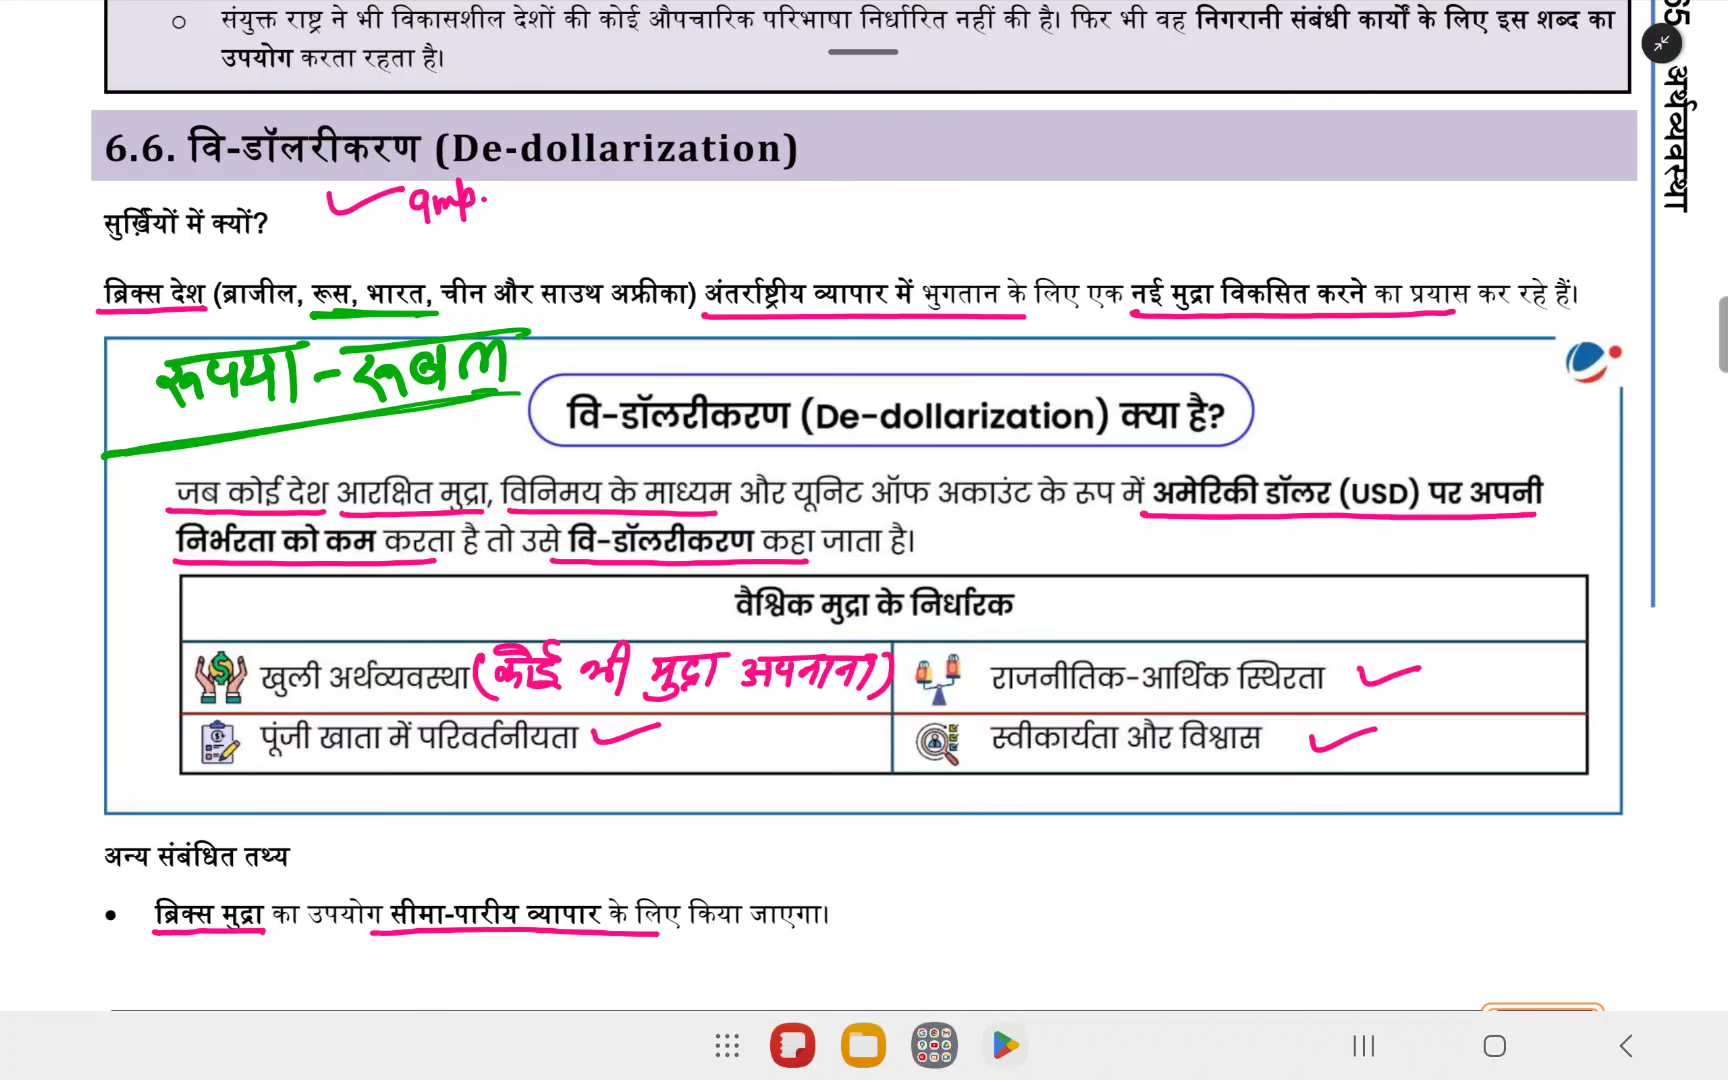 संयुक्त राष्ट्र ने भी विकासशील देशों की कोई औपचारिक परिभाषा निर्धारित नहीं की है। फिर भी वह निगरानी संबंधी कार्यों के लिए इस शब्द का
उपयोग करता रहता है।
65
अर्थव्यवस्था
6.6. वि-डॉलरीकरण (De-dollarization)
imp.
सुर्ख़ियों में क्यों?
ब्रिक्स देश (ब्राजील, रूस, भारत, चीन और साउथ अफ्रीका) अंतर्राष्ट्रीय व्यापार में भुगतान के लिए एक नई मुद्रा विकसित करने का प्रयास कर रहे हैं।
रूपया-रूबल
वि-डॉलरीकरण (De-dollarization) क्या है?
जब कोई देश आरक्षित मुद्रा, विनिमय के माध्यम और यूनिट ऑफ अकाउंट के रूप में अमेरिकी डॉलर (USD) पर अपनी
निर्भरता को कम करता है तो उसे वि-डॉलरीकरण कहा जाता है।
वैश्विक मुद्रा के निर्धारक
खुली अर्थव्यवस्था (कोई भी मुद्रा अपनाना)
राजनीतिक-आर्थिक स्थिरता
पूंजी खाता में परिवर्तनीयता
स्वीकार्यता और विश्वास
अन्य संबंधित तथ्य
• ब्रिक्स मुद्रा का उपयोग सीमा-पारीय व्यापार के लिए किया जाएगा।